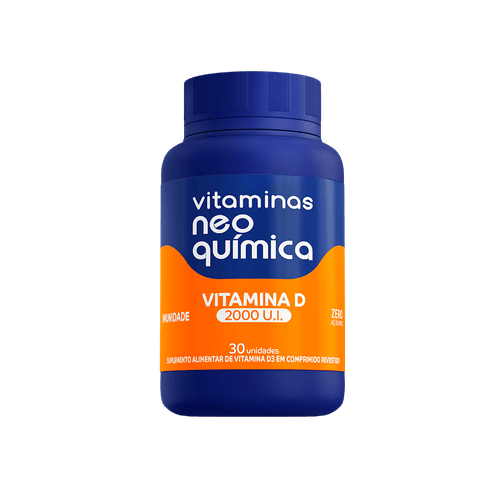 vitaminas
neo
química
VITAMINA D
2000 U.I.
IMUNIDADE
ZERO
30 unidades
SUPLEMENTO ALIMENTAR DE VITAMINA D3 EM COMPRIMIDO REVESTIDO